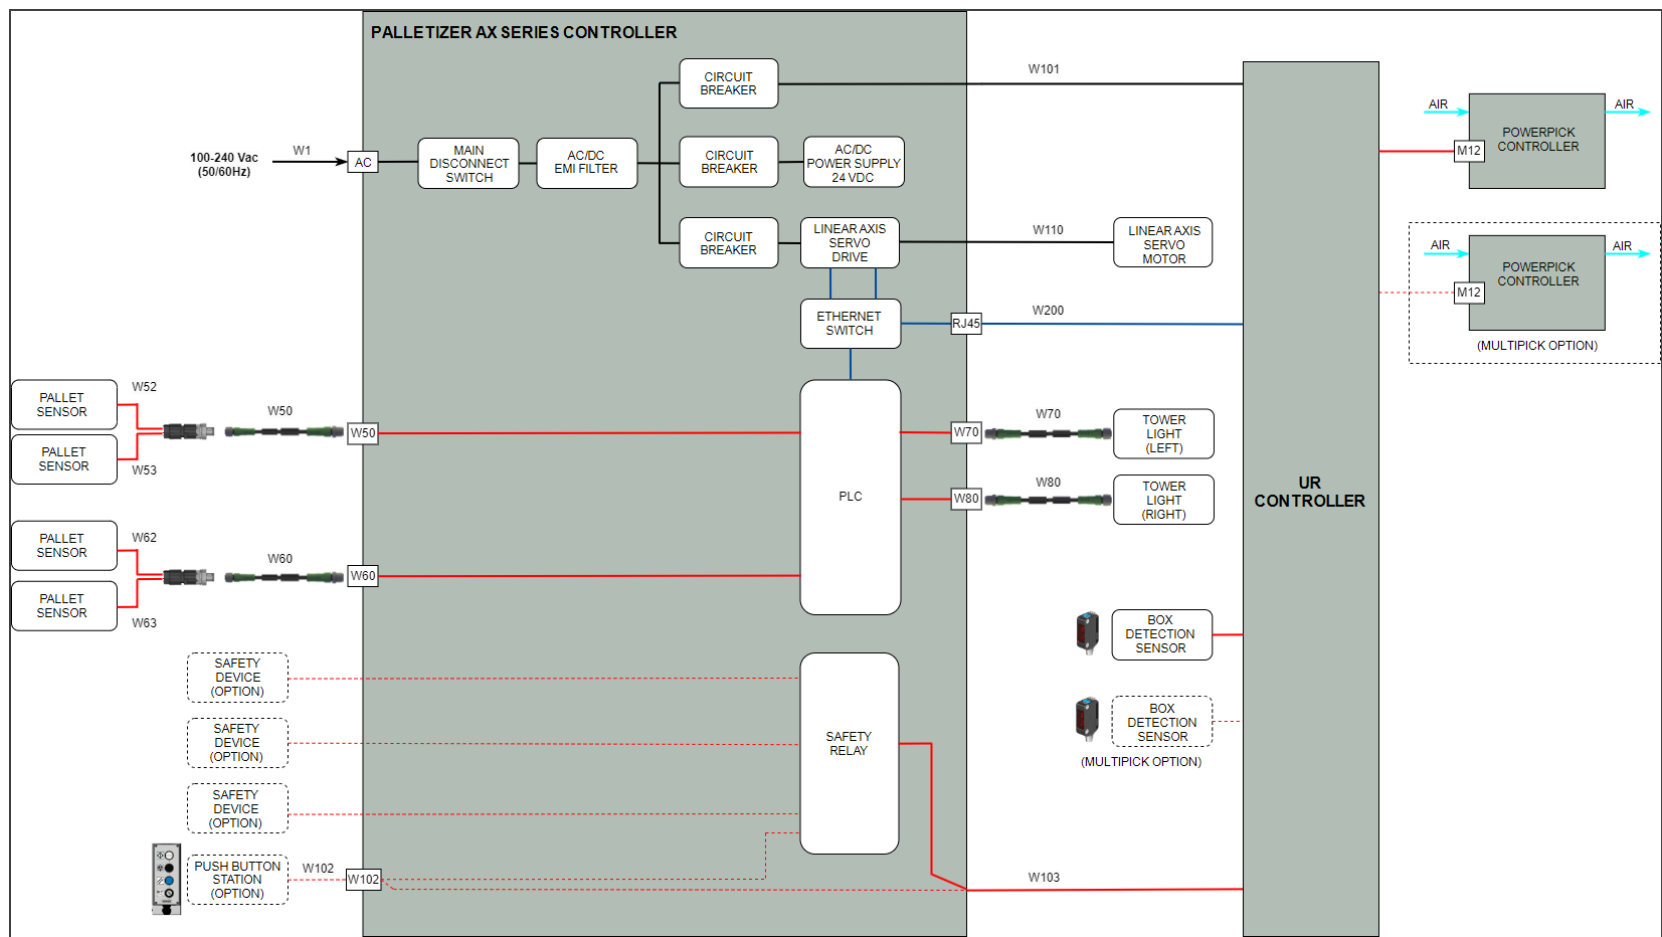 PALLETIZER AX SERIES CONTROLLER
CIRCUIT
BREAKER
W101
AIR
AIR
POWERPICK
CONTROLLER
M12
100-240 Vac
(50/60Hz)
W1
AC
MAIN
DISCONNECT
SWITCH
AC/DC
EMI FILTER
CIRCUIT
BREAKER
AC/DC
POWER SUPPLY
24 VDC
CIRCUIT
BREAKER
LINEAR AXIS
SERVO
DRIVE
W110
LINEAR AXIS
SERVO
MOTOR
AIR
AIR
POWERPICK
CONTROLLER
M12
(MULTIPICK OPTION)
ETHERNET
SWITCH
RJ45
W200
PALLET
SENSOR
W52
PALLET
SENSOR
W53
W50
W50
PLC
W70
W70
TOWER
LIGHT
(LEFT)
W80
W80
TOWER
LIGHT
(RIGHT)
UR
CONTROLLER
PALLET
SENSOR
W62
PALLET
SENSOR
W63
W60
W60
BOX
DETECTION
SENSOR
SAFETY
DEVICE
(OPTION)
SAFETY
DEVICE
(OPTION)
SAFETY
DEVICE
(OPTION)
SAFETY
RELAY
BOX
DETECTION
SENSOR
(MULTIPICK OPTION)
PUSH BUTTON
STATION
(OPTION)
W102
W102
W103